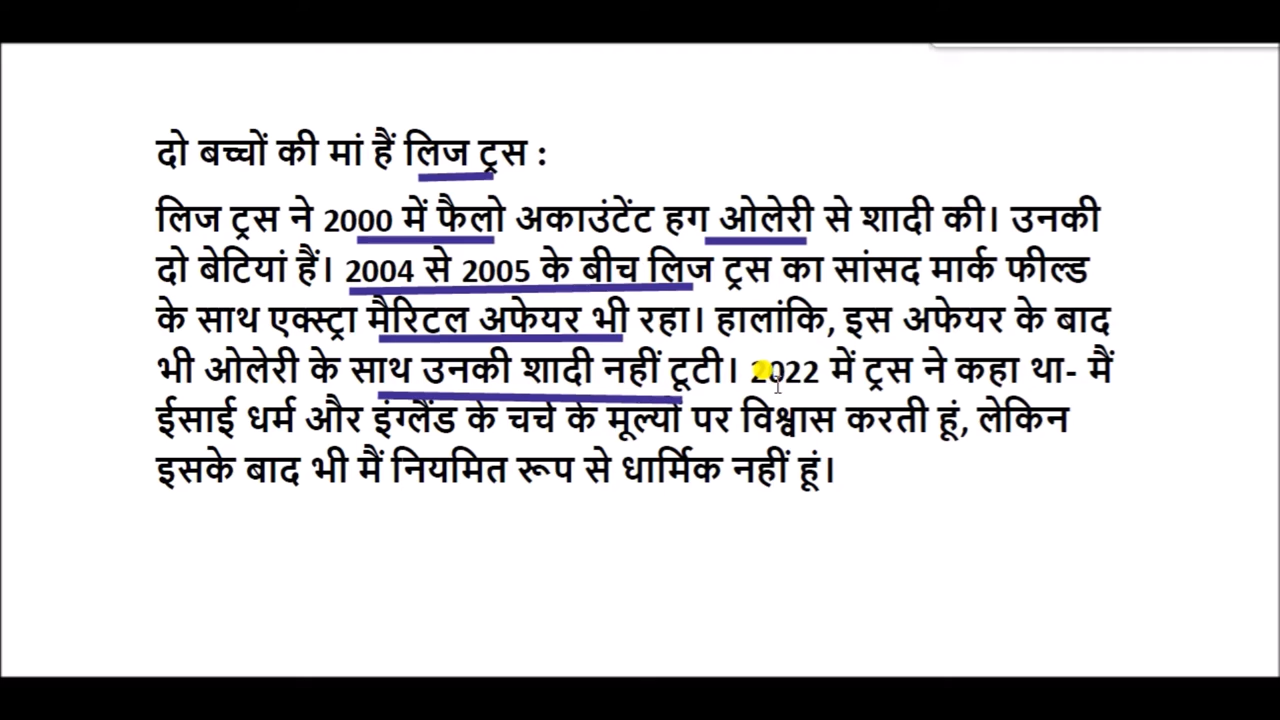 दो बच्चों की मां हैं लिज ट्रस :
लिज ट्रस ने 2000 में फैलो अकाउंटेंट हग ओलेरी से शादी की। उनकी
दो बेटियां हैं। 2004 से 2005 के बीच लिज ट्रस का सांसद मार्क फील्ड
के साथ एक्स्ट्रा मैरिटल अफेयर भी रहा। हालांकि, इस अफेयर के बाद
भी ओलेरी के साथ उनकी शादी नहीं टूटी। 2022 में ट्रस ने कहा था- मैं
ईसाई धर्म और इंग्लैंड के चर्च के मूल्यों पर विश्वास करती हूं, लेकिन
इसके बाद भी मैं नियमित रूप से धार्मिक नहीं हूं।